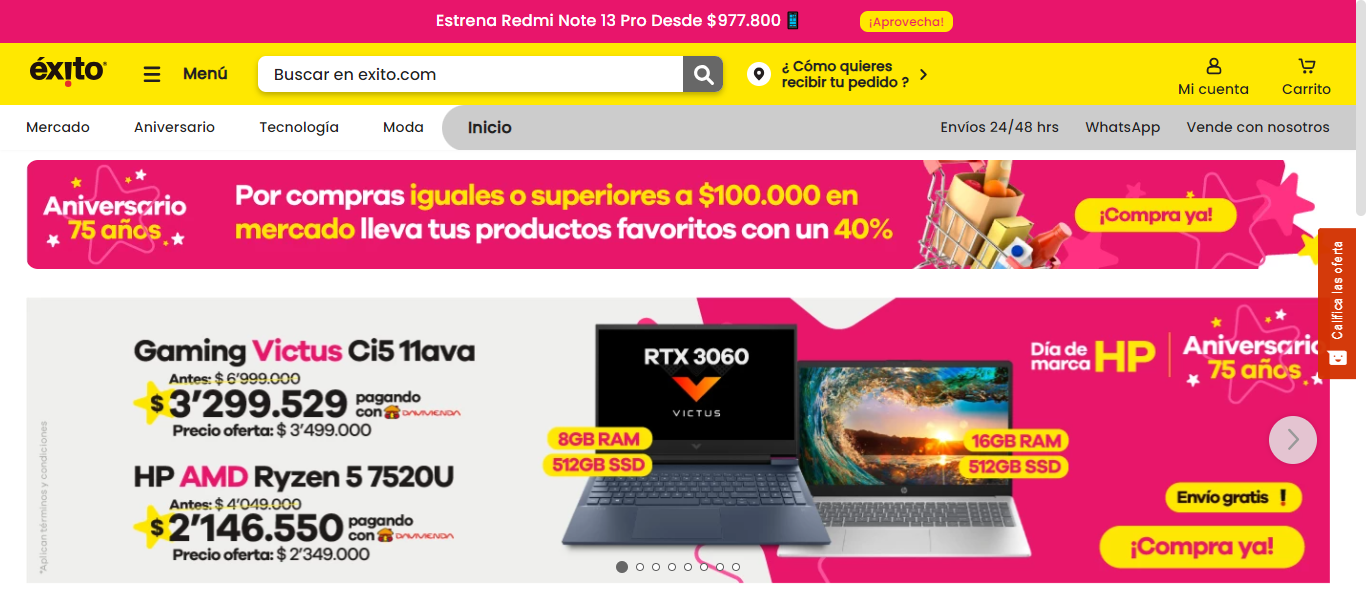 Estrena Redmi Note 13 Pro Desde $977.800
¡Aprovecha!
éxito
Menú
Buscar en exito.com
¿ Cómo quieres
recibir tu pedido ?
Mi cuenta
Carrito
Mercado
Aniversario
Tecnología
Moda
Inicio
Envíos 24/48 hrs
WhatsApp
Vende con nosotros
Aniversario
75 años
Por compras iguales o superiores a $100.000 en
mercado lleva tus productos favoritos con un 40%
¡Compra ya!
Califica las oferta
Gaming Victus Ci5 11ava
Antes: $ 6'999.000
$ 3'299.529 pagando
con DAVIVIENDA
Precio oferta: $ 3'499.000
HP AMD Ryzen 5 7520U
Antes: $ 4'049.000
$ 2'146.550 pagando
con DAVIVIENDA
Precio oferta: $ 2'349.000
*Aplican términos y condiciones
RTX 3060
VICTUS
8GB RAM
512GB SSD
16GB RAM
512GB SSD
Día de
marca HP
Aniversario
75 años
Envío gratis !
¡Compra ya!